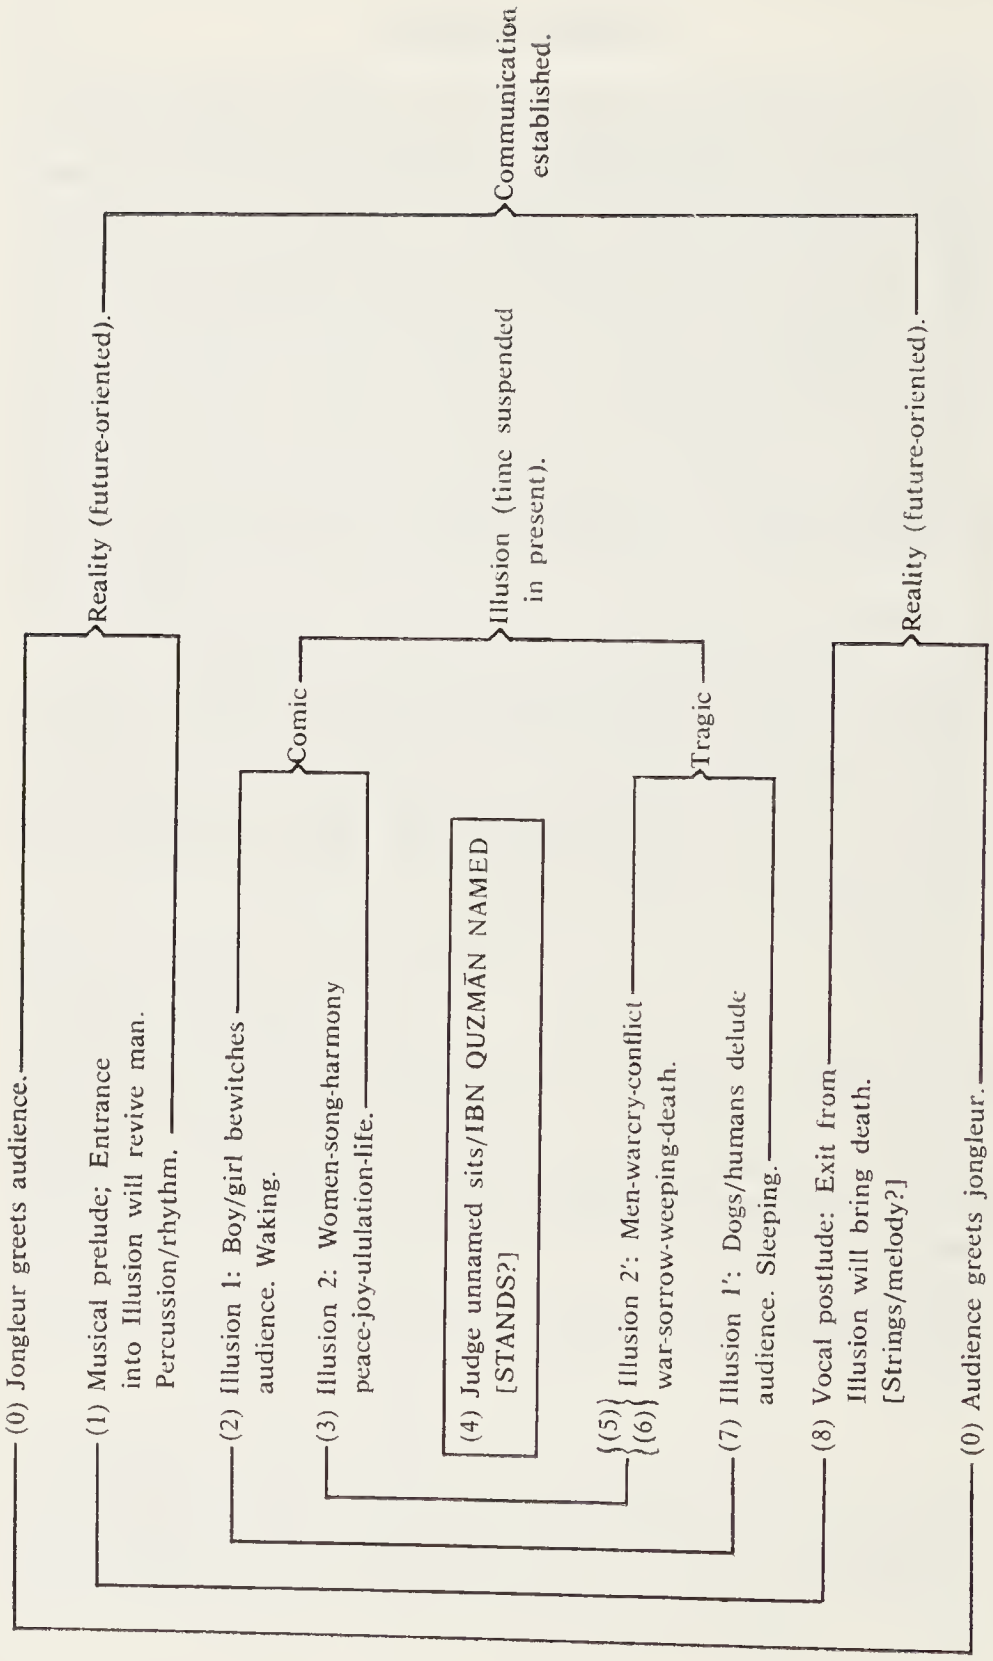 (0) Jongleur greets audience.
(1) Musical prelude; Entrance
into Illusion will revive man.
Percussion/rhythm.
Reality (future-oriented).
(2) Illusion 1: Boy/girl bewitches
audience. Waking.
(3) Illusion 2: Women-song-harmony
peace-joy-ululation-life.
Comic
(4) Judge unnamed sits/IBN QUZMĀN NAMED
[STANDS?]
Illusion (time suspended
in present).
Communication
established.
{(5)} Illusion 2′: Men-warcry-conflict
{(6)} war-sorrow-weeping-death.
(7) Illusion 1′: Dogs/humans delude
audience. Sleeping.
Tragic
(8) Vocal postlude: Exit from
Illusion will bring death.
[Strings/melody?]
(0) Audience greets jongleur.
Reality (future-oriented).